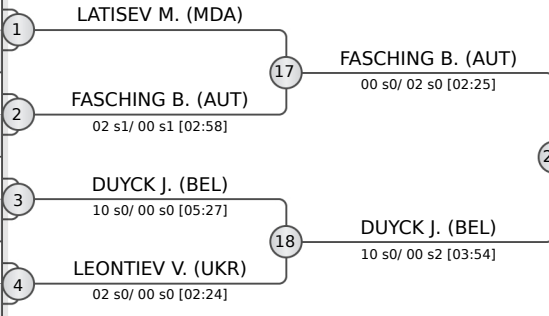 LATISEV M. (MDA)
1
17
FASCHING B. (AUT)
00 s0/ 02 s0 [02:25]
FASCHING B. (AUT)
2
02 s1/ 00 s1 [02:58]
DUYCK J. (BEL)
3
10 s0/ 00 s0 [05:27]
18
DUYCK J. (BEL)
10 s0/ 00 s2 [03:54]
LEONTIEV V. (UKR)
4
02 s0/ 00 s0 [02:24]